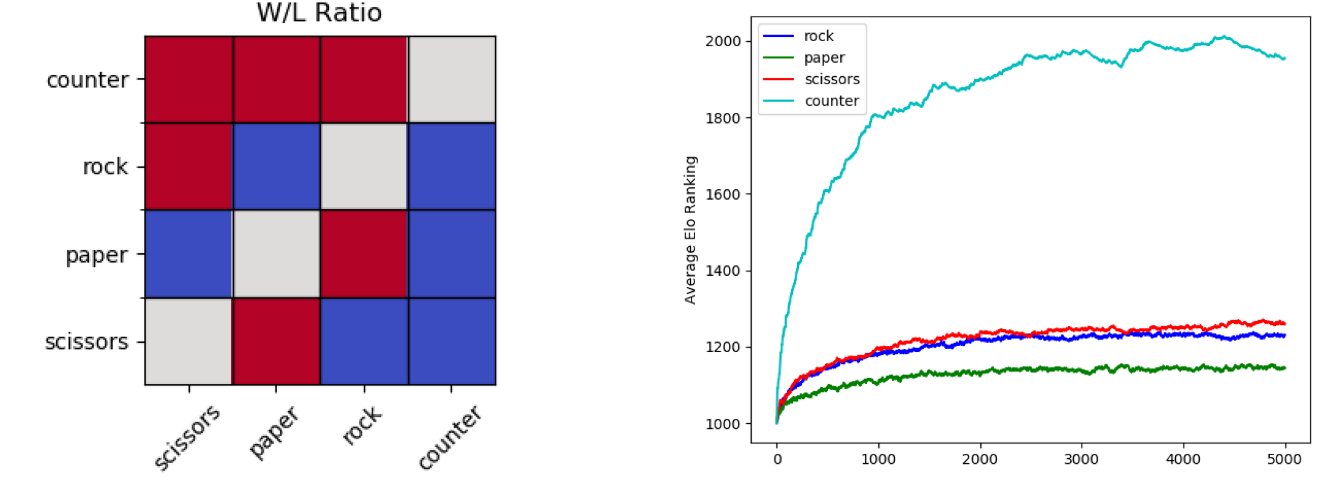 W/L Ratio
counter
rock
paper
scissors
scissors
paper
rock
counter
rock
paper
scissors
counter
Average Elo Ranking
2000
1800
1600
1400
1200
1000
0
1000
2000
3000
4000
5000